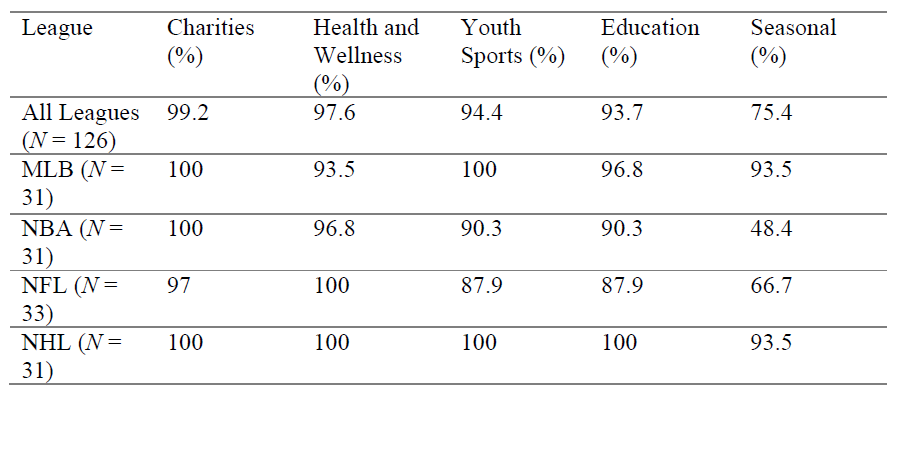 League Charities (%) Health and Wellness (%) Youth Sports (%) Education (%) Seasonal (%)
All Leagues (N = 126) 99.2 97.6 94.4 93.7 75.4
MLB (N = 31) 100 93.5 100 96.8 93.5
NBA (N = 31) 100 96.8 90.3 90.3 48.4
NFL (N = 33) 97 100 87.9 87.9 66.7
NHL (N = 31) 100 100 100 100 93.5